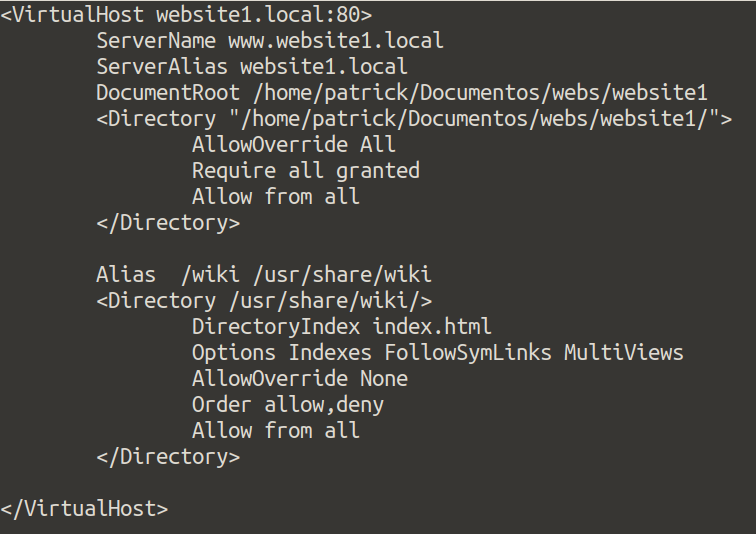 <VirtualHost website1.local:80>
        ServerName www.website1.local
        ServerAlias website1.local
        DocumentRoot /home/patrick/Documentos/webs/website1
        <Directory "/home/patrick/Documentos/webs/website1/">
                AllowOverride All
                Require all granted
                Allow from all
        </Directory>

        Alias  /wiki /usr/share/wiki
        <Directory /usr/share/wiki/>
                DirectoryIndex index.html
                Options Indexes FollowSymLinks MultiViews
                AllowOverride None
                Order allow,deny
                Allow from all
        </Directory>

</VirtualHost>